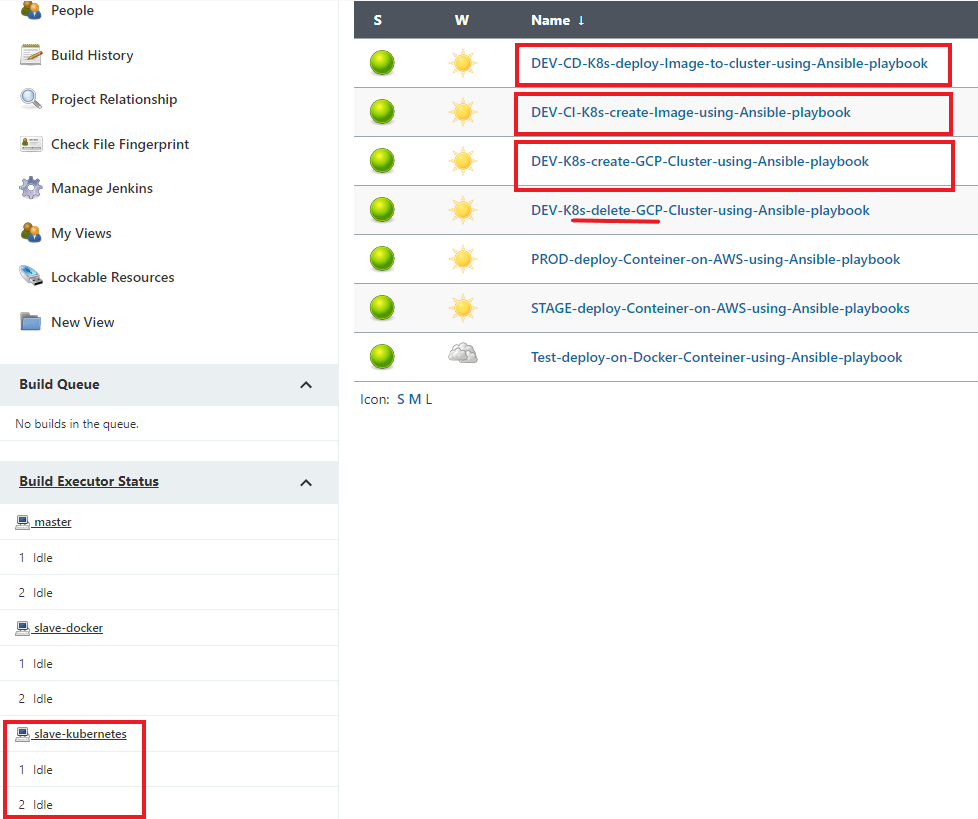 People
Build History
Project Relationship
Check File Fingerprint
Manage Jenkins
My Views
Lockable Resources
New View
Build Queue
No builds in the queue.
Build Executor Status
master
1 Idle
2 Idle
slave-docker
1 Idle
2 Idle
slave-kubernetes
1 Idle
2 Idle
S W Name ↓
DEV-CD-K8s-deploy-Image-to-cluster-using-Ansible-playbook
DEV-CI-K8s-create-Image-using-Ansible-playbook
DEV-K8s-create-GCP-Cluster-using-Ansible-playbook
DEV-K8s-delete-GCP-Cluster-using-Ansible-playbook
PROD-deploy-Conteiner-on-AWS-using-Ansible-playbook
STAGE-deploy-Conteiner-on-AWS-using-Ansible-playbooks
Test-deploy-on-Docker-Conteiner-using-Ansible-playbook
Icon: S M L